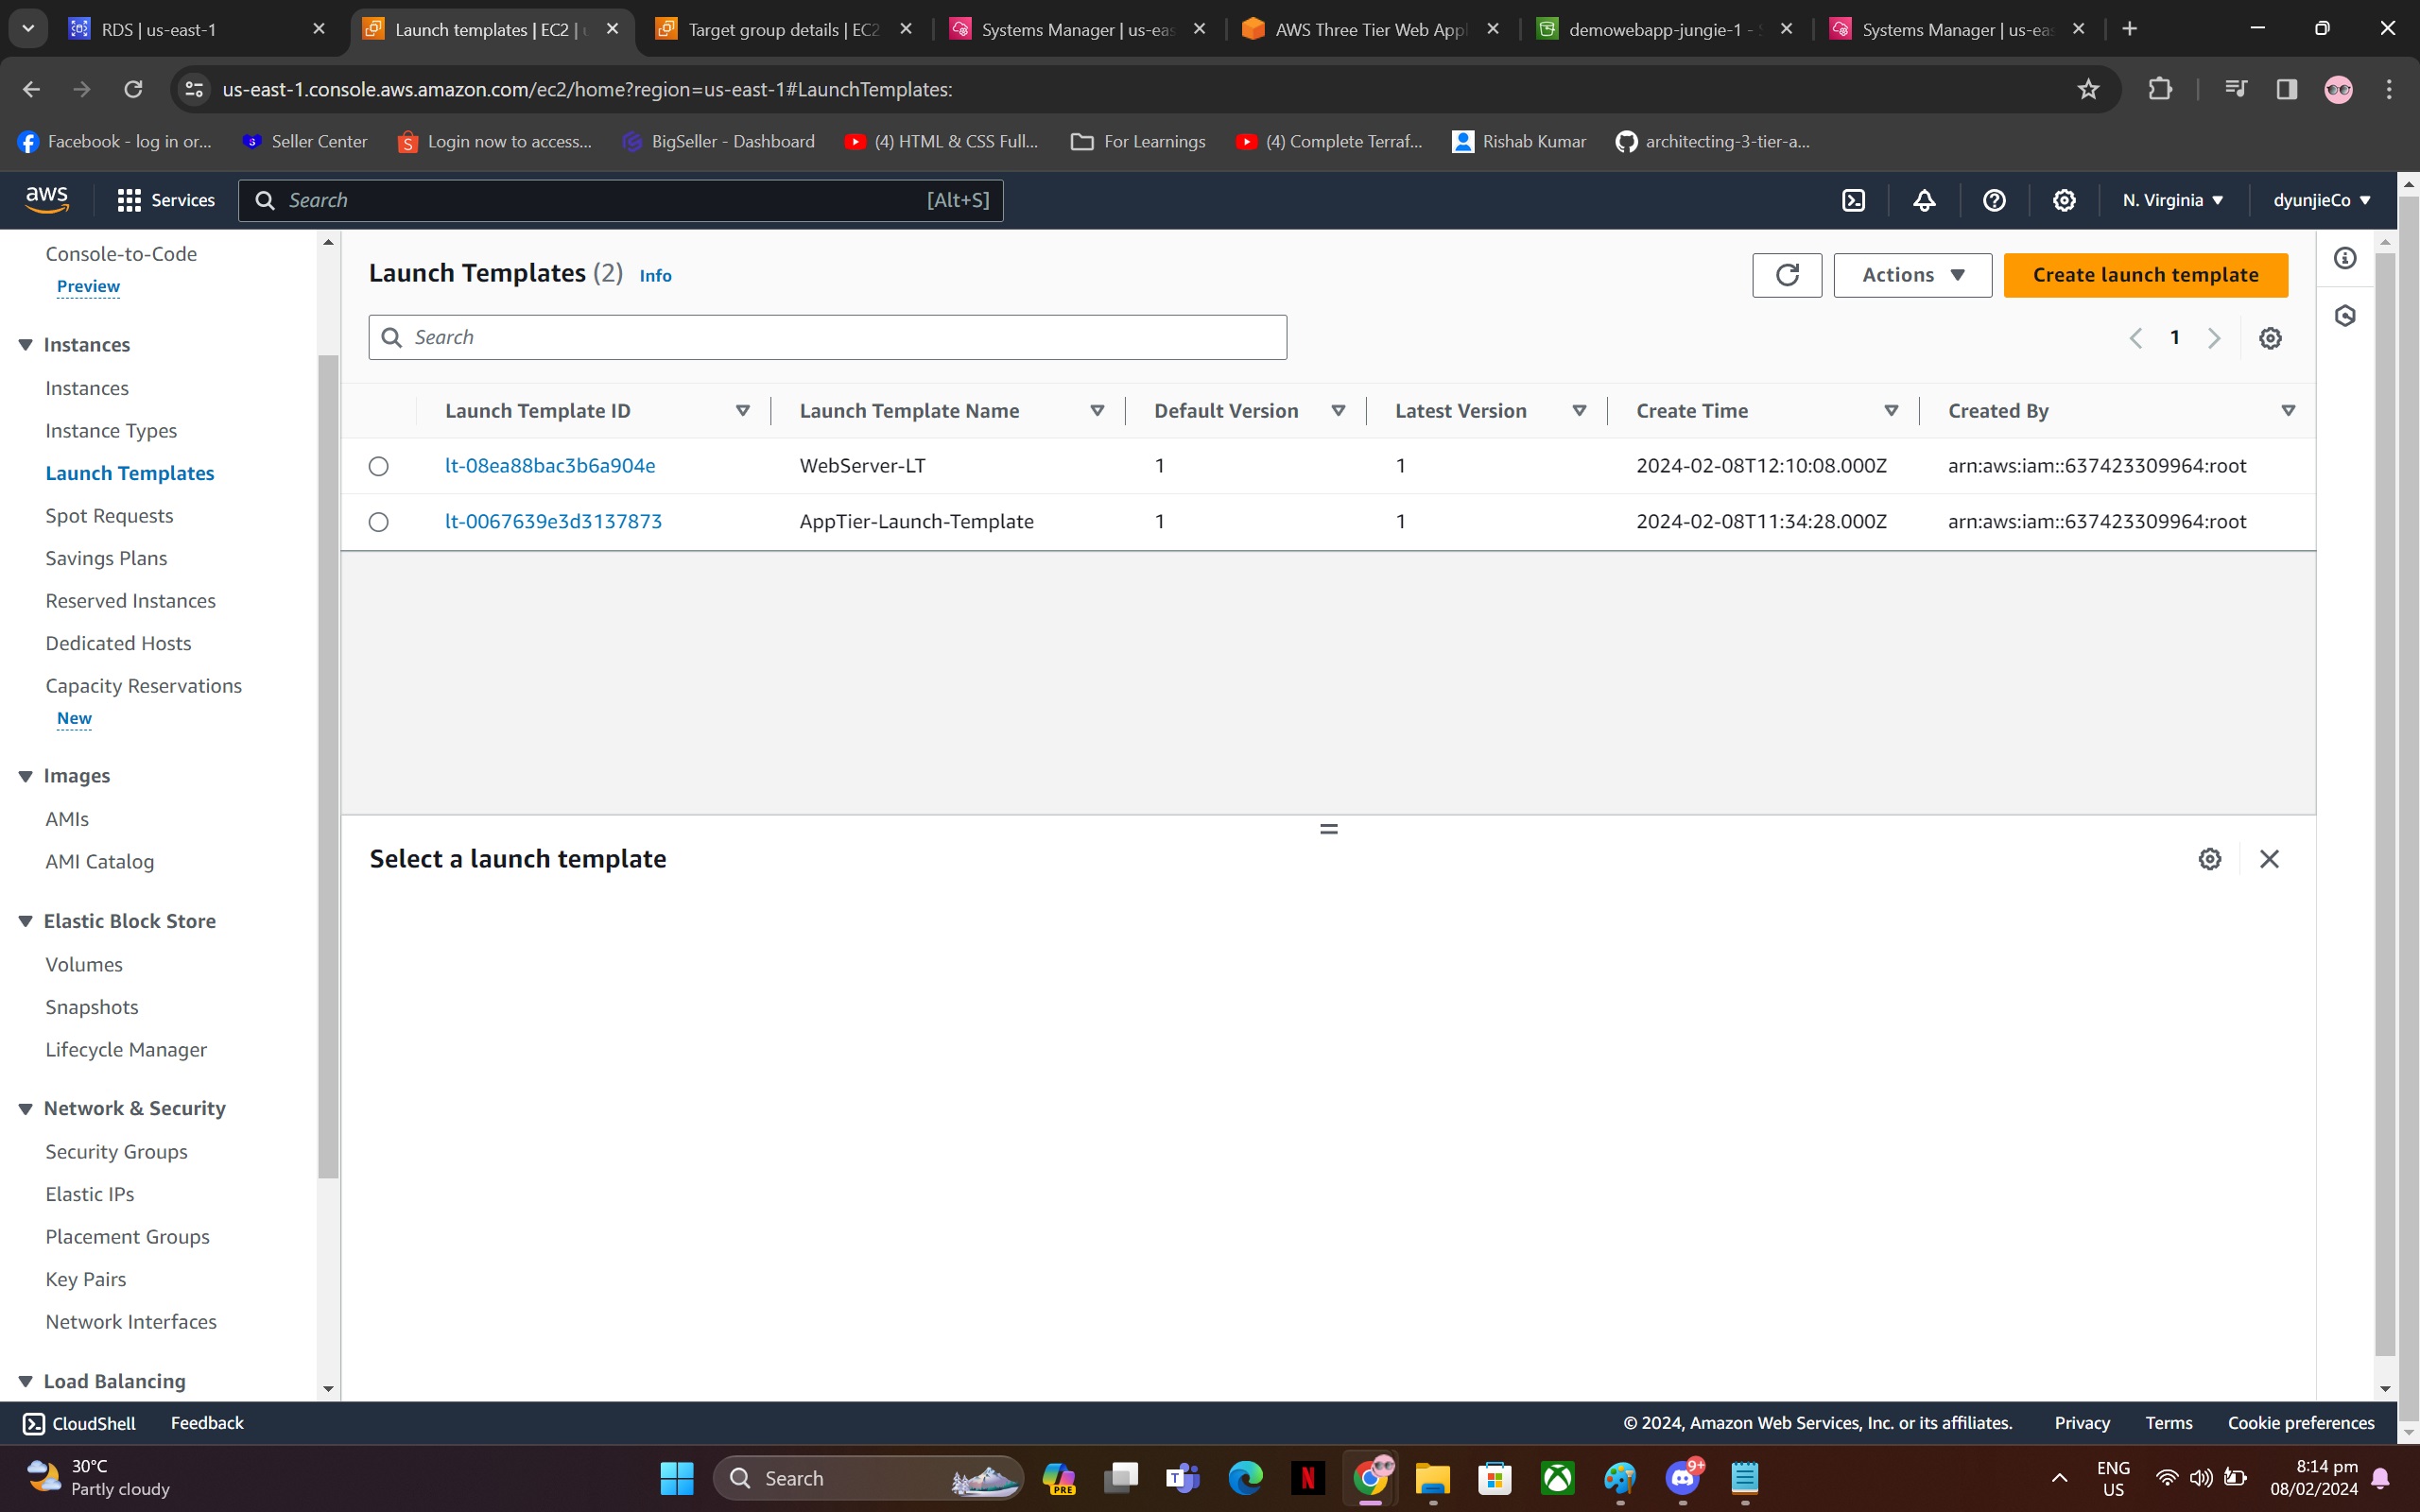 RDS | us-east-1
Launch templates | EC2 | u
Target group details | EC2
Systems Manager | us-eas
AWS Three Tier Web Appl
demowebapp-jungie-1 - S
Systems Manager | us-eas
us-east-1.console.aws.amazon.com/ec2/home?region=us-east-1#LaunchTemplates:
Facebook - log in or...
Seller Center
Login now to access...
BigSeller - Dashboard
(4) HTML & CSS Full...
For Learnings
(4) Complete Terraf...
Rishab Kumar
architecting-3-tier-a...
aws
Services
Search
[Alt+S]
N. Virginia
dyunjieCo
Console-to-Code
Preview
Instances
Instances
Instance Types
Launch Templates
Spot Requests
Savings Plans
Reserved Instances
Dedicated Hosts
Capacity Reservations
New
Images
AMIs
AMI Catalog
Elastic Block Store
Volumes
Snapshots
Lifecycle Manager
Network & Security
Security Groups
Elastic IPs
Placement Groups
Key Pairs
Network Interfaces
Load Balancing
Launch Templates (2) Info
Actions
Create launch template
Search
1
Launch Template ID Launch Template Name Default Version Latest Version Create Time Created By
lt-08ea88bac3b6a904e WebServer-LT 1 1 2024-02-08T12:10:08.000Z arn:aws:iam::637423309964:root
lt-0067639e3d3137873 AppTier-Launch-Template 1 1 2024-02-08T11:34:28.000Z arn:aws:iam::637423309964:root
Select a launch template
CloudShell
Feedback
© 2024, Amazon Web Services, Inc. or its affiliates.
Privacy
Terms
Cookie preferences
30°C
Partly cloudy
Search
PRE
T
N
9+
ENG
US
8:14 pm
08/02/2024